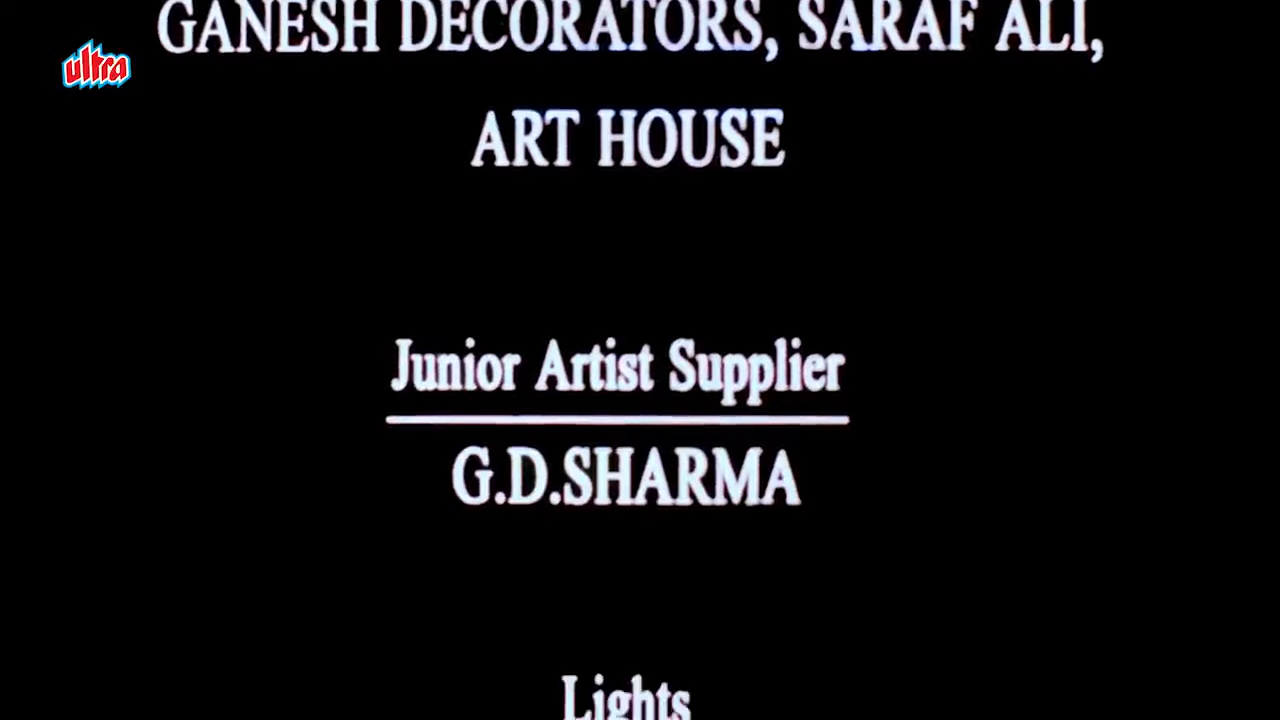 GANESH DECORATORS, SARAF ALI,
ultra
ART HOUSE
Junior Artist Supplier
G.D.SHARMA
Lights